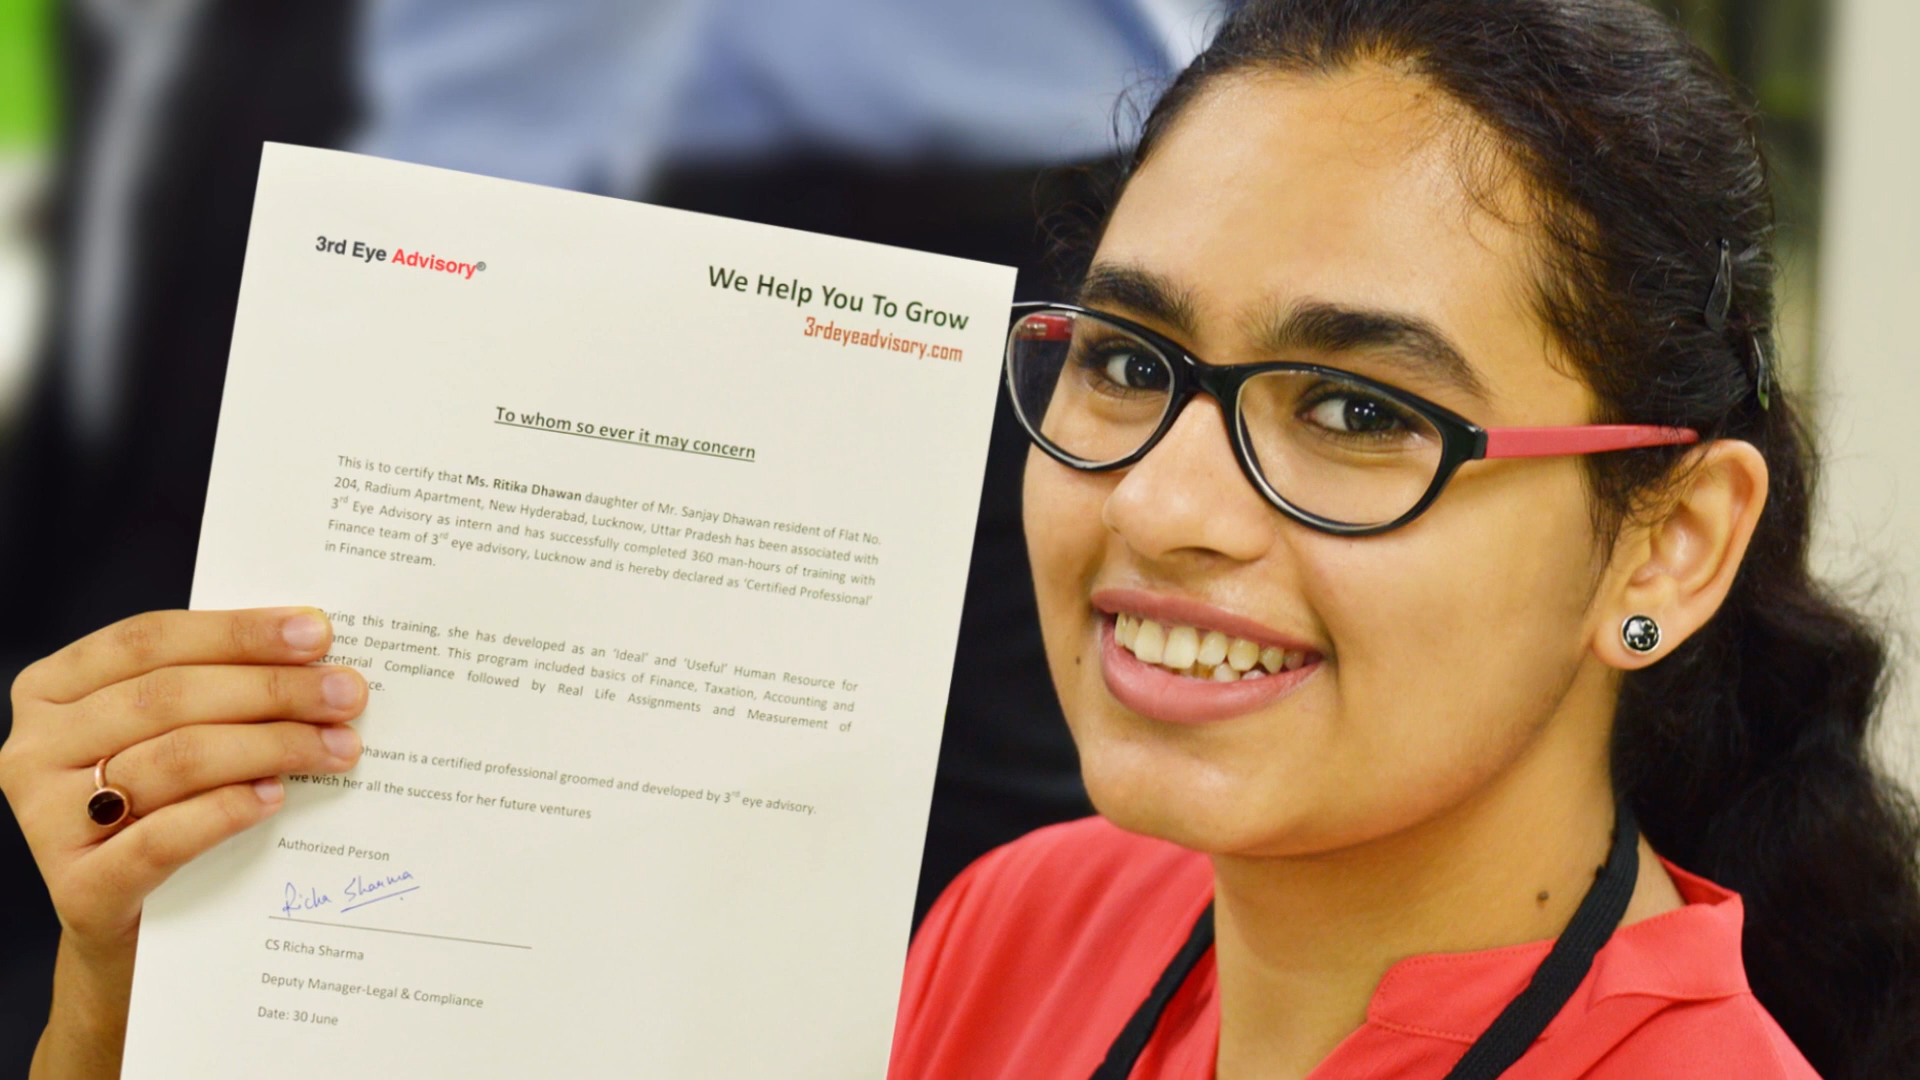 3rd Eye Advisory®
We Help You To Grow
3rdeyeadvisory.com
To whom so ever it may concern
This is to certify that Ms. Ritika Dhawan daughter of Mr. Sanjay Dhawan resident of Flat No.
204, Radium Apartment, New Hyderabad, Lucknow, Uttar Pradesh has been associated with
3rd Eye Advisory as intern and has successfully completed 360 man-hours of training with
Finance team of 3rd eye advisory, Lucknow and is hereby declared as 'Certified Professional'
in Finance stream.
this training, she has developed as an 'Ideal' and 'Useful' Human Resource for
Department. This program included basics of Finance, Taxation, Accounting and
Compliance followed by Real Life Assignments and Measurement of
Dhawan is a certified professional groomed and developed by 3rd eye advisory.
We wish her all the success for her future ventures
Authorized Person
Richa Sharma
CS Richa Sharma
Deputy Manager-Legal & Compliance
Date: 30 June